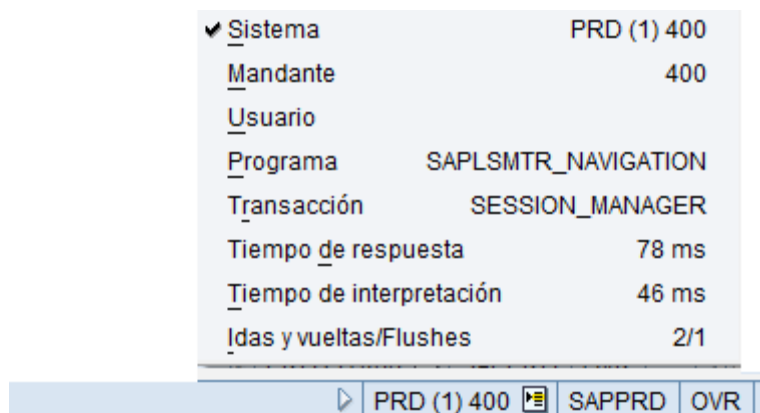 Sistema PRD (1) 400
Mandante 400
Usuario
Programa SAPLSMTR_NAVIGATION
Transacción SESSION_MANAGER
Tiempo de respuesta 78 ms
Tiempo de interpretación 46 ms
Idas y vueltas/Flushes 2/1
PRD (1) 400 SAPPRD OVR